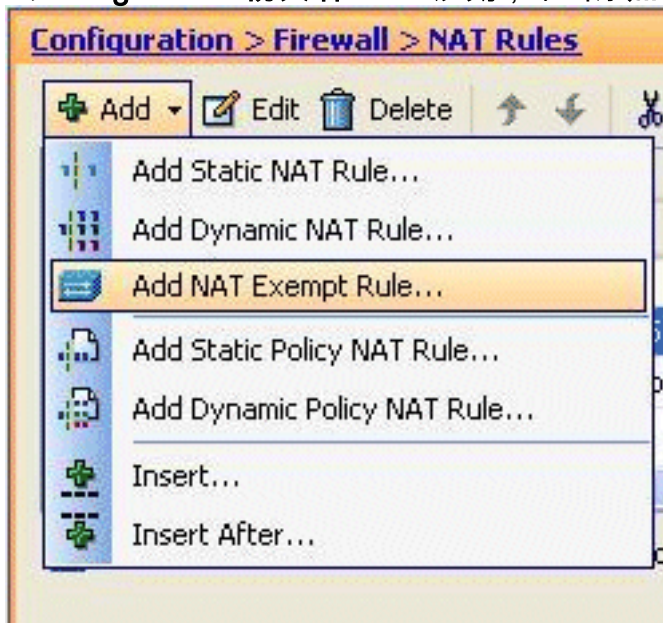 Configuration > Firewall > NAT Rules
Add Edit Delete
Add Static NAT Rule...
Add Dynamic NAT Rule...
Add NAT Exempt Rule...
Add Static Policy NAT Rule...
Add Dynamic Policy NAT Rule...
Insert...
Insert After...